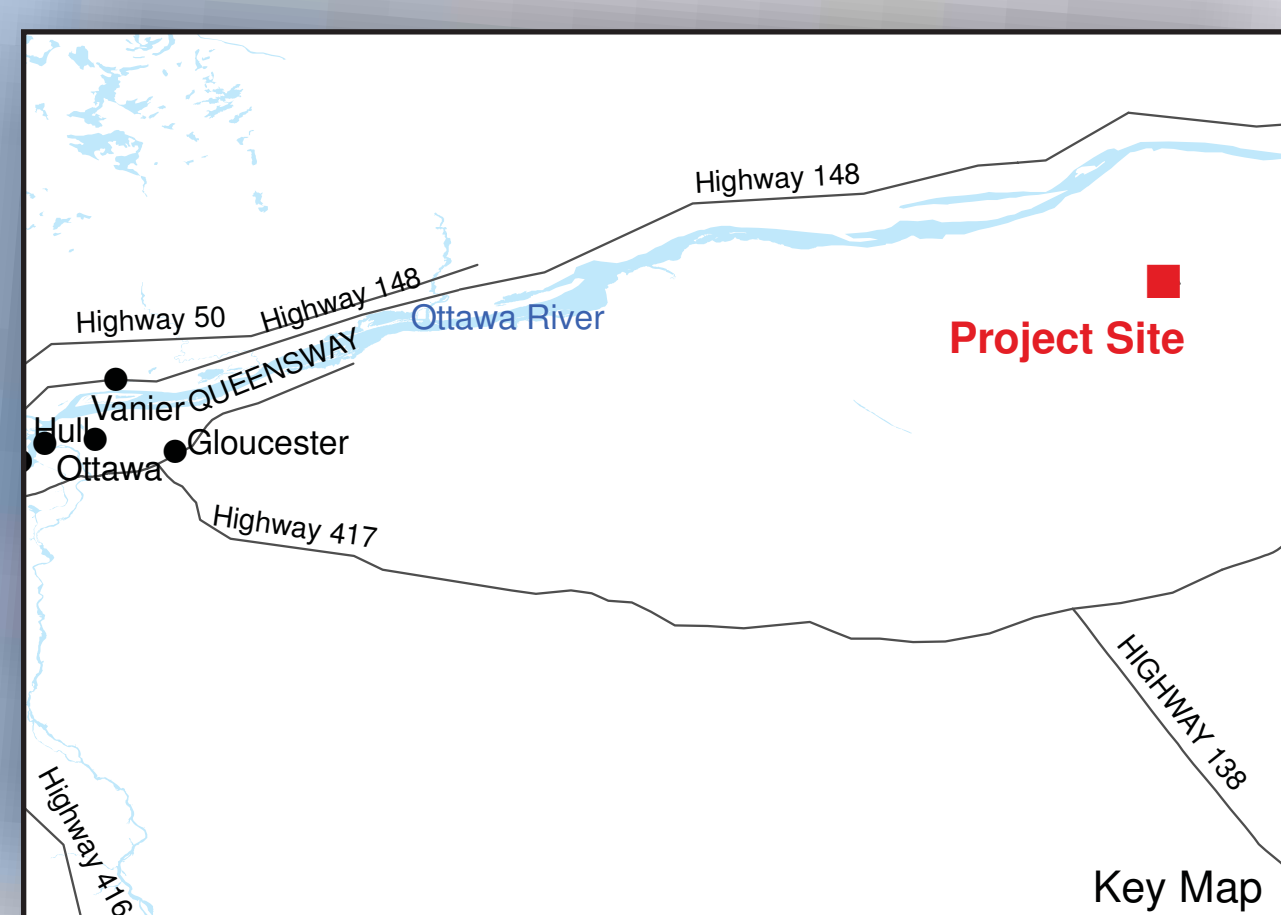 Highway 148
Highway 50
Highway 148
Ottawa River
Project Site
QUEENSWAY
Vanier
Hull
Gloucester
Ottawa
Highway 417
HIGHWAY 138
Highway 416
Key Map